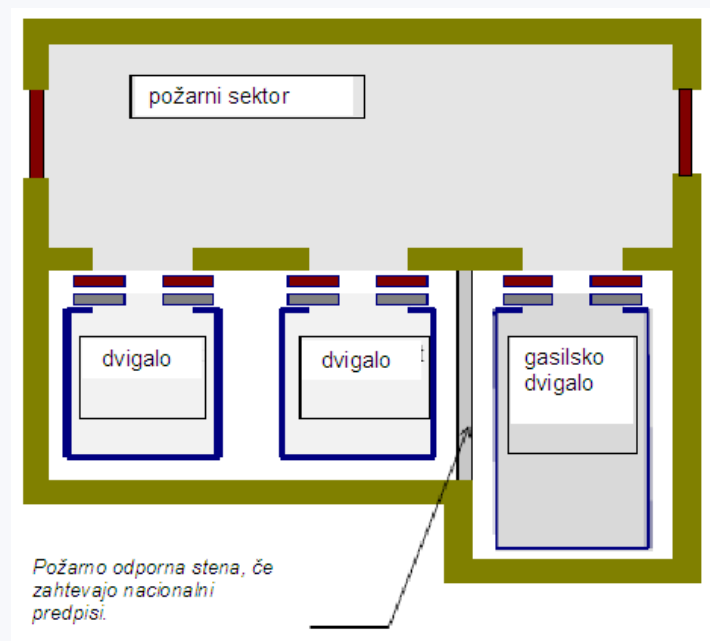 požarni sektor
dvigalo
dvigalo
gasilsko
dvigalo
Požarno odporna stena, če
zahtevajo nacionalni
predpisi.